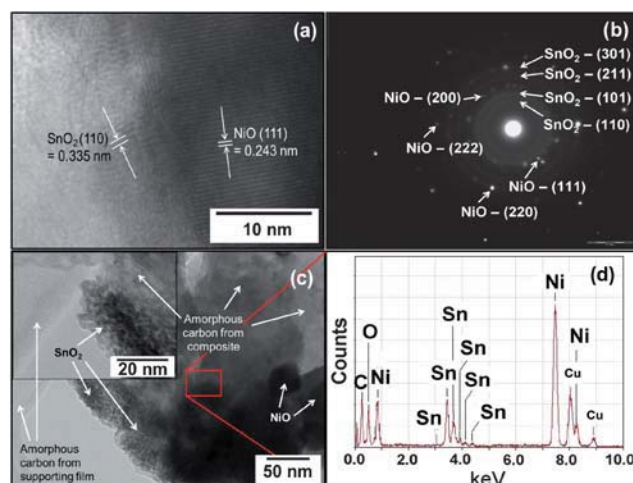 (a)
SnO2(110)
= 0.335 nm
NiO (111)
= 0.243 nm
10 nm
(b)
SnO2 – (301)
SnO2 – (211)
NiO – (200)
SnO2 – (101)
SnO2 – (110)
NiO – (222)
NiO – (111)
NiO – (220)
(c)
Amorphous
carbon from
composite
SnO2
20 nm
NiO
Amorphous
carbon from
supporting film
50 nm
(d)
Counts
C
O
Ni
Sn
Sn
Sn
Sn
Sn
Sn
Ni
Cu
Ni
Cu
0.0 2.0 4.0 6.0 8.0 10.0
keV